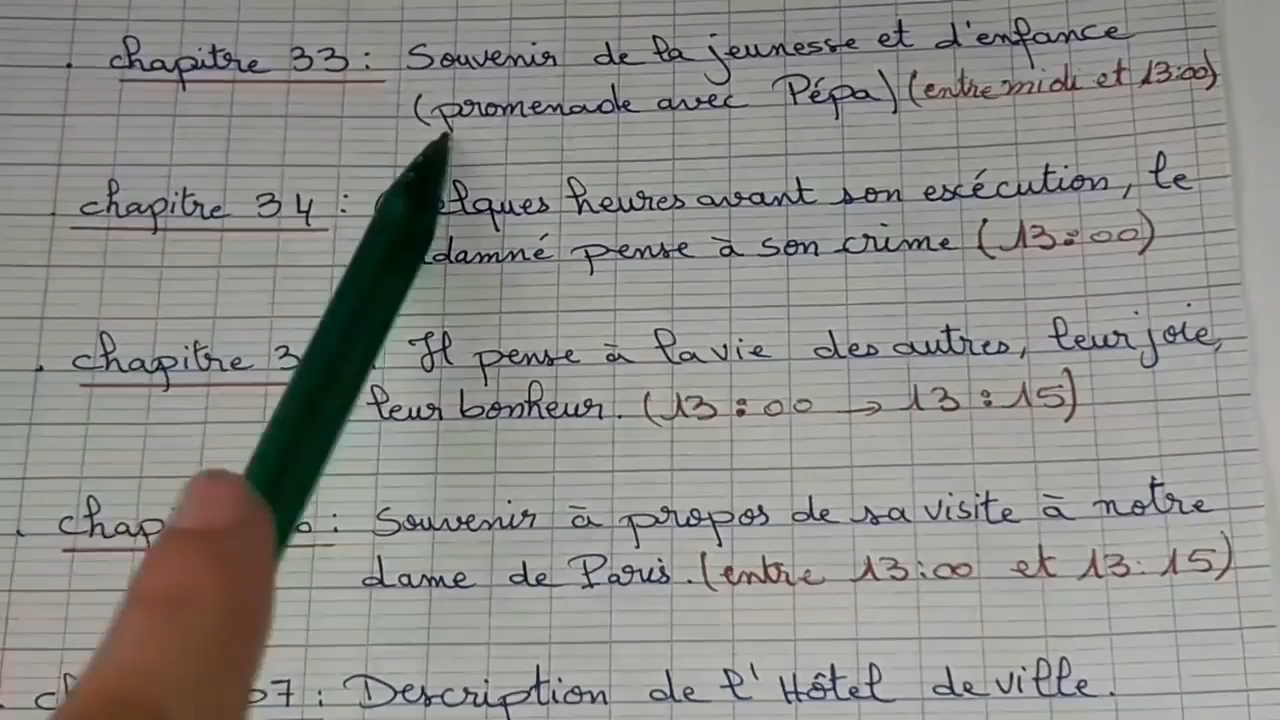 . chapitre 33 : Souvenir de la jeunesse et d'enfance
(promenade avec Pépa) (entre midi et 13:00)
chapitre 34 : elques heures avant son exécution, le
damné pense à son crime (13:00)
. chapitre 3 Il pense à la vie des autres, leur joie,
leur bonheur. (13:00 → 13:15)
. chap : Souvenir à propos de sa visite à notre
dame de Paris. (entre 13:00 et 13:15)
. c 7 : Description de l'Hôtel de ville.